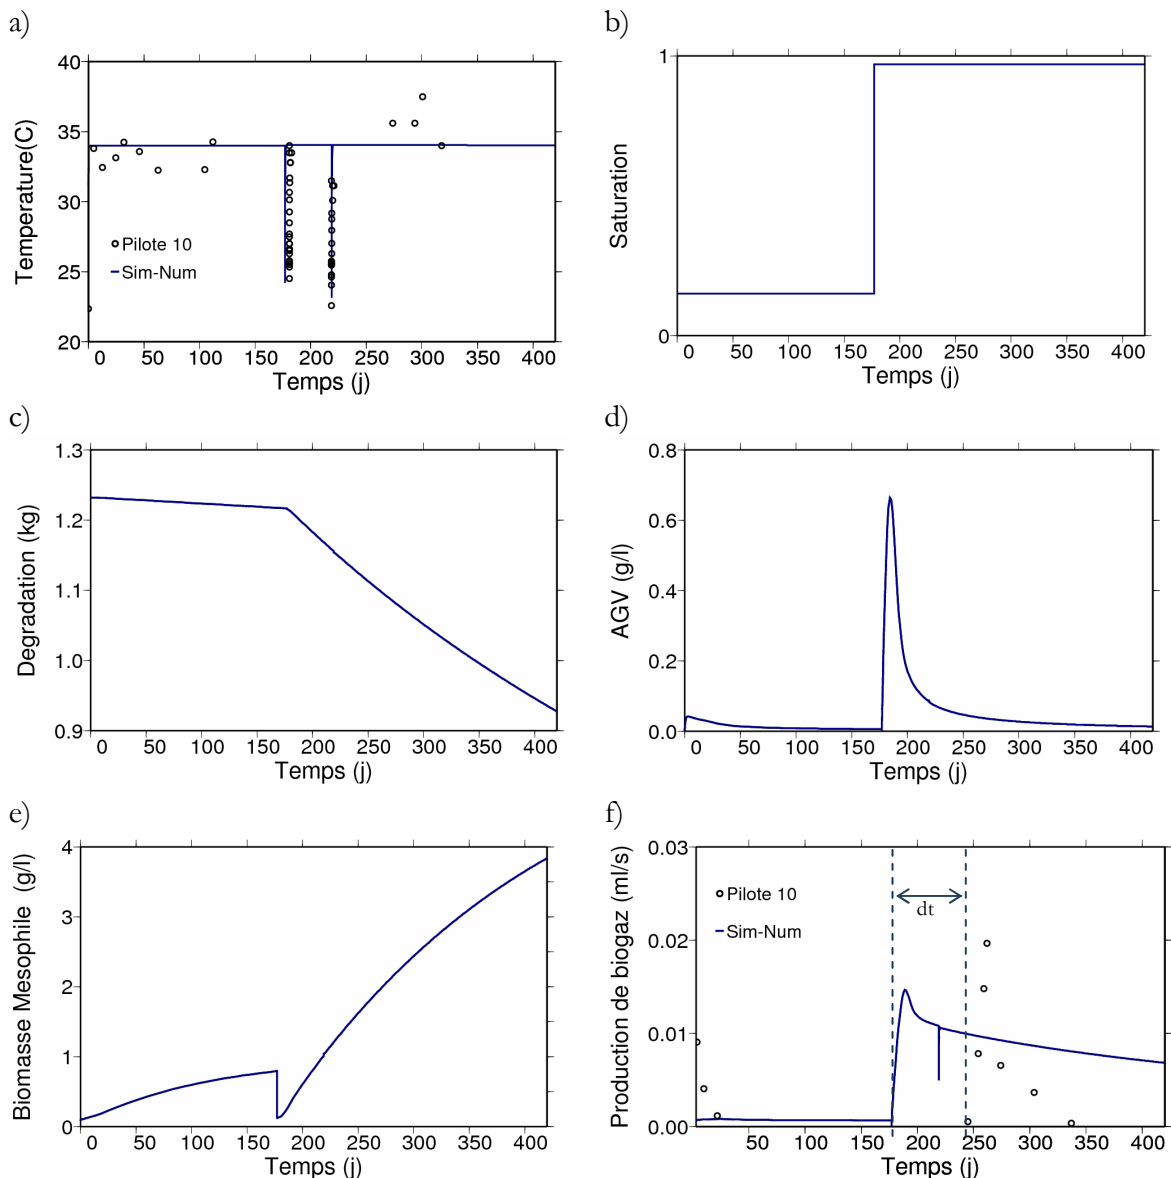 a)
40
35
30
25
20
Temperature(C)
Pilote 10
Sim-Num
0 50 100 150 200 250 300 350 400
Temps (j)
b)
1
0
Saturation
0 50 100 150 200 250 300 350 400
Temps (j)
c)
1.3
1.2
1.1
1.0
0.9
Degradation (kg)
0 50 100 150 200 250 300 350 400
Temps (j)
d)
0.8
0.6
0.4
0.2
0.0
AGV (g/l)
0 50 100 150 200 250 300 350 400
Temps (j)
e)
4
3
2
1
0
Biomasse Mesophile (g/l)
0 50 100 150 200 250 300 350 400
Temps (j)
f)
0.03
0.02
0.01
0.00
Production de biogaz (ml/s)
Pilote 10
Sim-Num
dt
50 100 150 200 250 300 350 400
Temps (j)